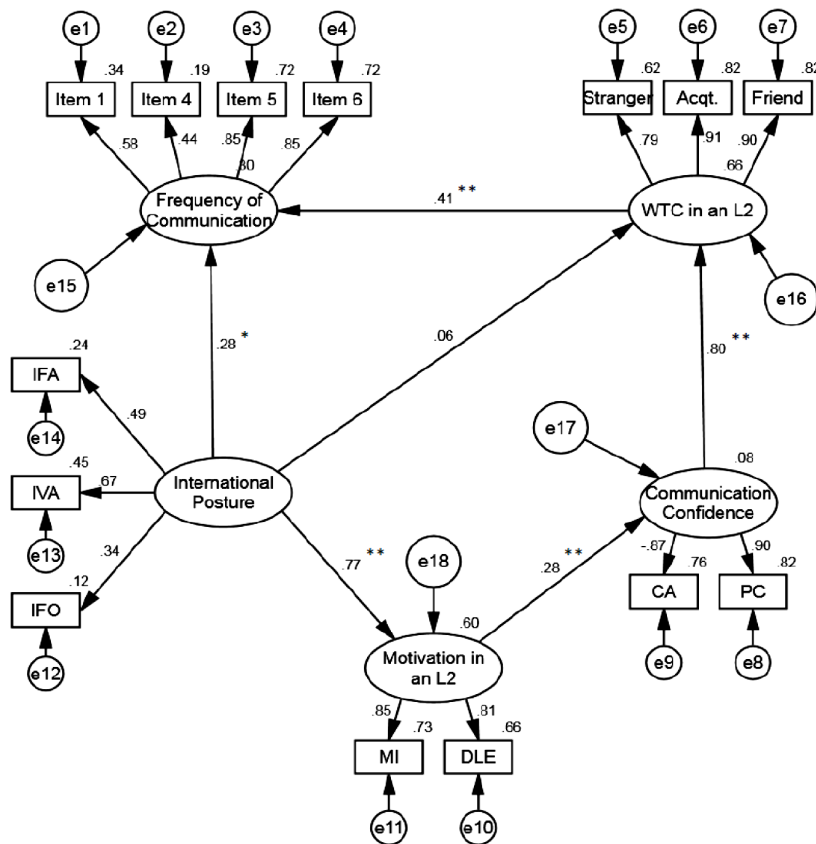 e1
e2
e3
e4
e5
e6
e7
.34
.19
.72
.72
.62
.82
.82
Item 1
Item 4
Item 5
Item 6
Stranger
Acqt.
Friend
.58
.44
.85
.85
.79
.91
.90
.80
.66
Frequency of
Communication
.41 **
WTC in an L2
e15
e16
.28 *
.06
.80 **
.24
IFA
e14
.49
e17
.45
IVA
.67
e13
International
Posture
.08
Communication
Confidence
.34
.12
IFO
e12
.77 **
e18
.28 **
-.87
.76
.90
.82
CA
PC
e9
e8
.60
Motivation in
an L2
.85
.73
.81
.66
MI
DLE
e11
e10